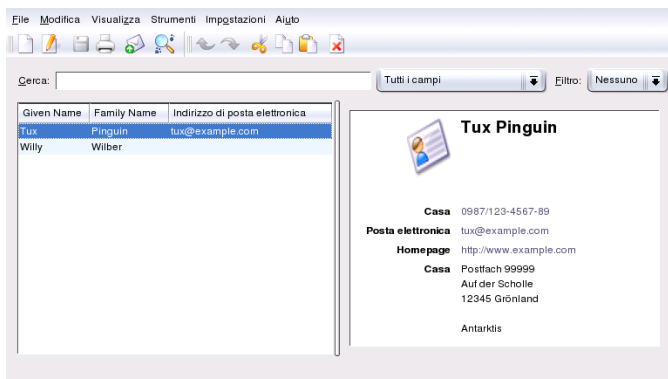 File Modifica Visualizza Strumenti Impostazioni Aiuto
Cerca: Tutti i campi Filtro: Nessuno
Given Name Family Name Indirizzo di posta elettronica
Tux Pinguin tux@example.com
Willy Wilber
Tux Pinguin
Casa 0987/123-4567-89
Posta elettronica tux@example.com
Homepage http://www.example.com
Casa Postfach 99999
Auf der Scholle
12345 Grönland
Antarktis